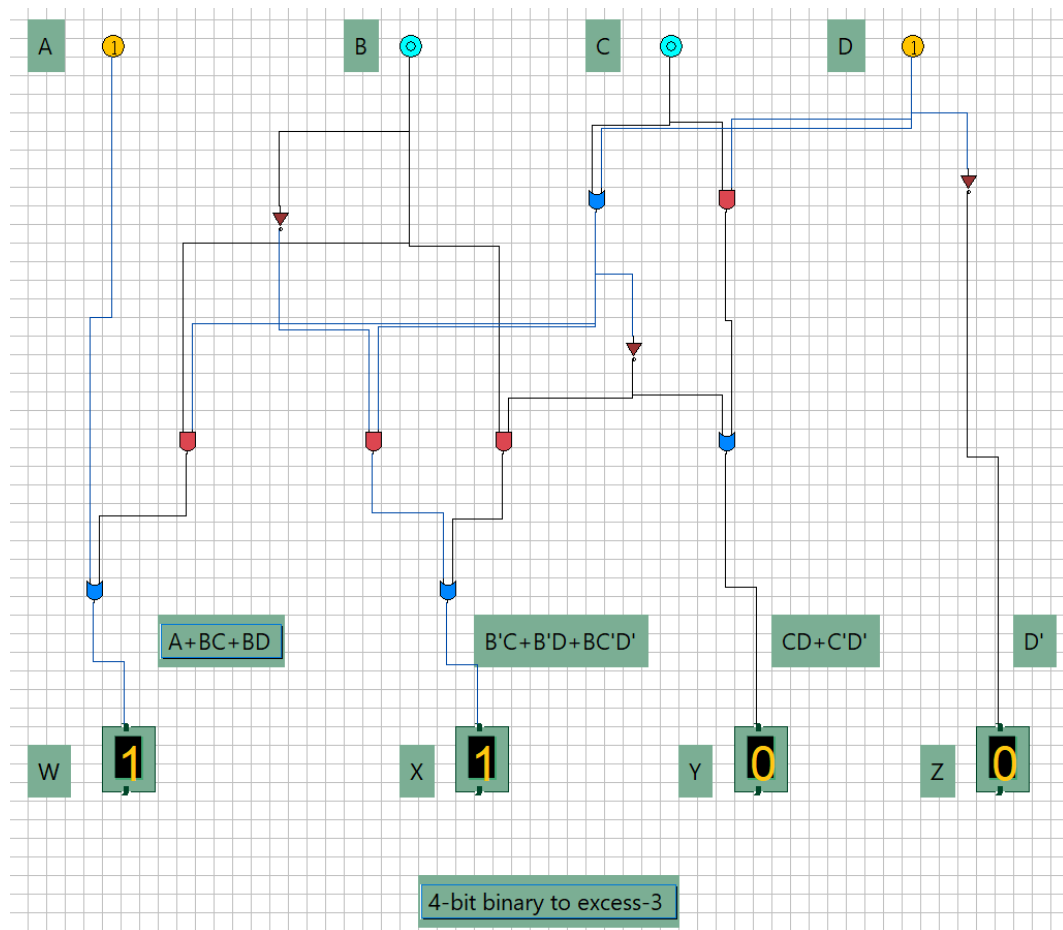 A
1
B
0
C
0
D
1
A+BC+BD
B'C+B'D+BC'D'
CD+C'D'
D'
W
1
X
1
Y
0
Z
0
4-bit binary to excess-3